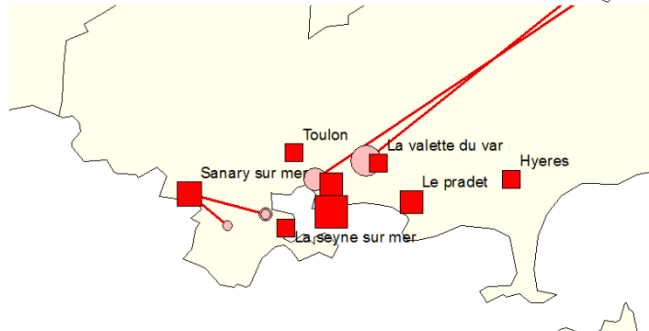 Toulon
La valette du var
Sanary sur mer
Hyeres
Le pradet
La seyne sur mer